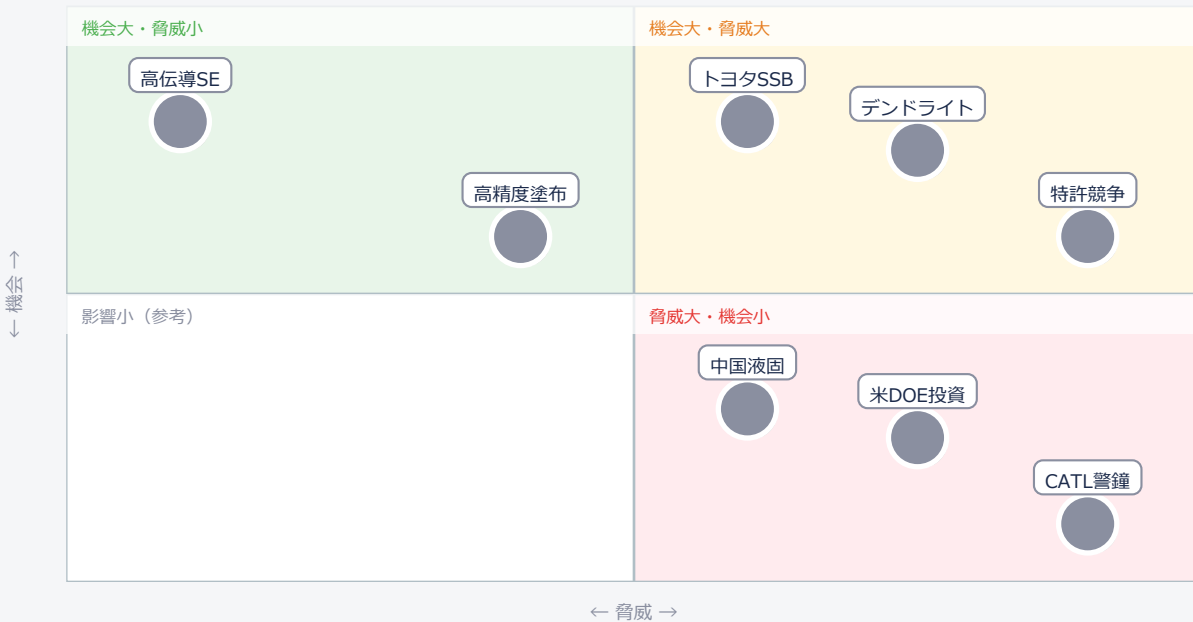 機会大・脅威小
機会大・脅威大
高伝導SE
トヨタSSB
デンドライト
高精度塗布
特許競争
← 機会 →
影響小（参考）
脅威大・機会小
中国液固
米DOE投資
CATL警鐘
← 脅威 →